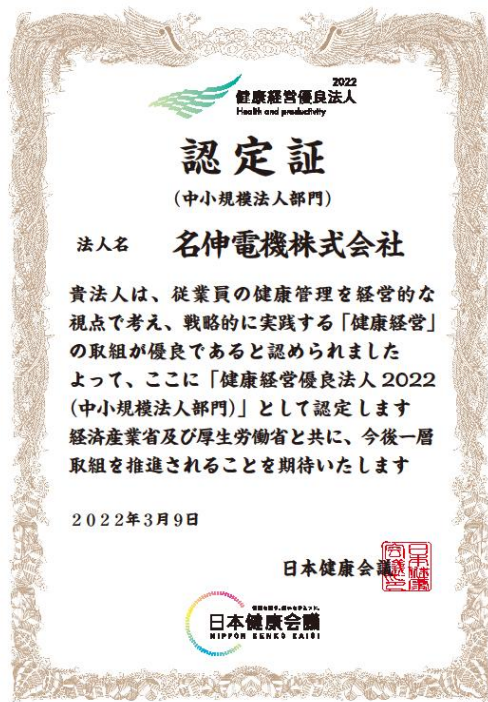 2022
健康経営優良法人
Health and productivity
認定証
(中小規模法人部門)
法人名 名伸電機株式会社
貴法人は、従業員の健康管理を経営的な
視点で考え、戦略的に実践する「健康経営」
の取組が優良であると認められました
よって、ここに「健康経営優良法人2022
(中小規模法人部門)」として認定します
経済産業省及び厚生労働省と共に、今後一層
取組を推進されることを期待いたします
2022年3月9日
日本健康会議
日本健康会議
NIPPON KENKO KAIGI